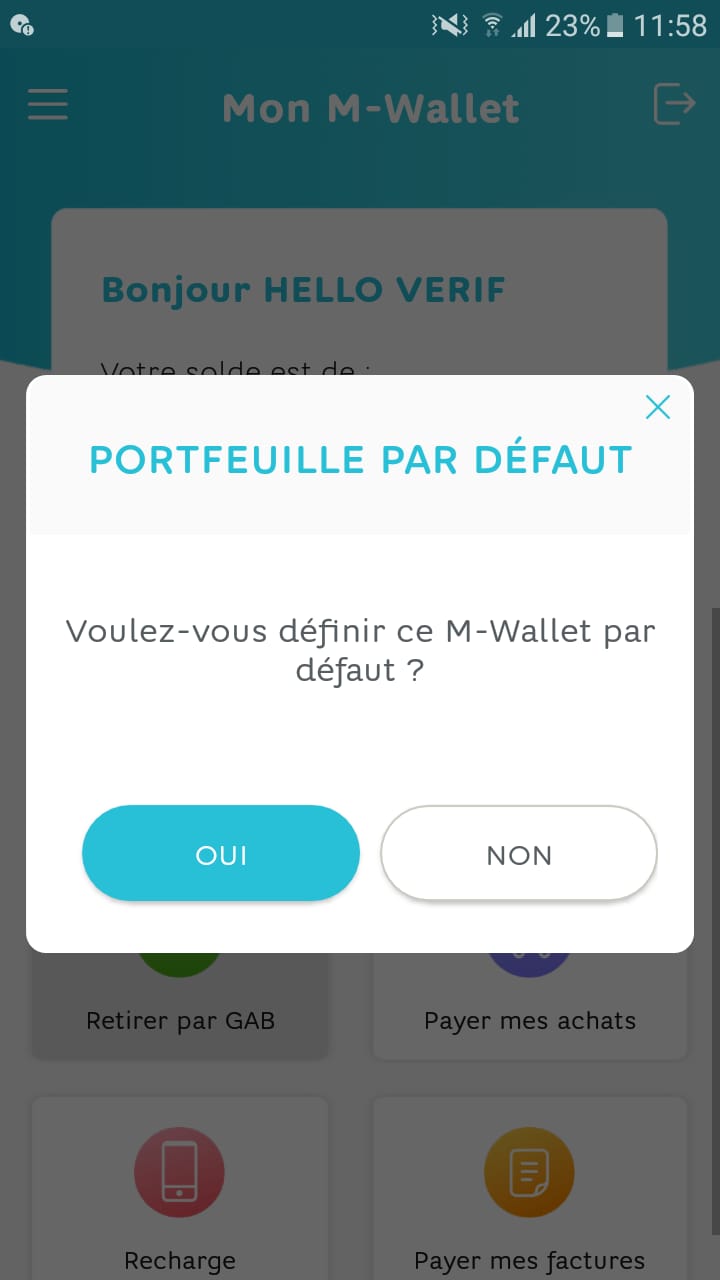 23% 11:58
Mon M-Wallet
Bonjour HELLO VERIF
Votre solde est de :
PORTFEUILLE PAR DÉFAUT
Voulez-vous définir ce M-Wallet par
défaut ?
OUI NON
Retirer par GAB Payer mes achats
Recharge Payer mes factures